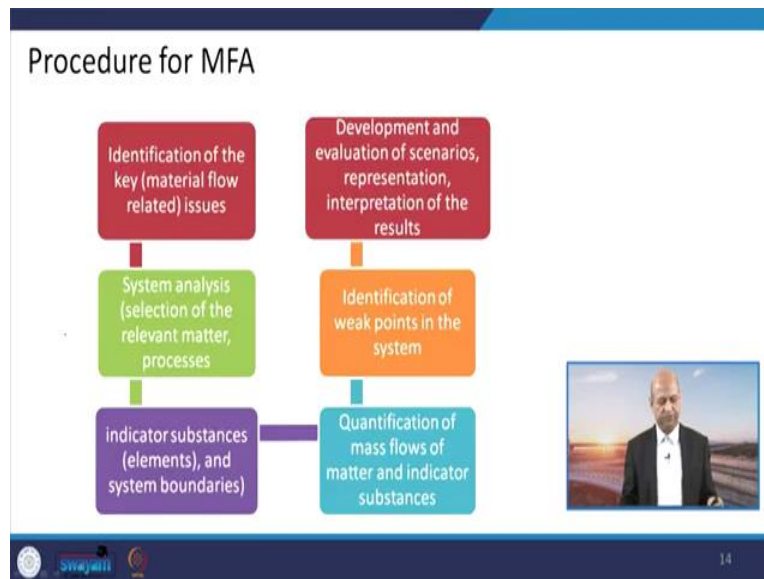 Procedure for MFA
Identification of the
key (material flow
related) issues
System analysis
(selection of the
relevant matter,
processes
indicator substances
(elements), and
system boundaries)
Quantification of
mass flows of
matter and indicator
substances
Identification of
weak points in the
system
Development and
evaluation of scenarios,
representation,
interpretation of the
results
swayam
14